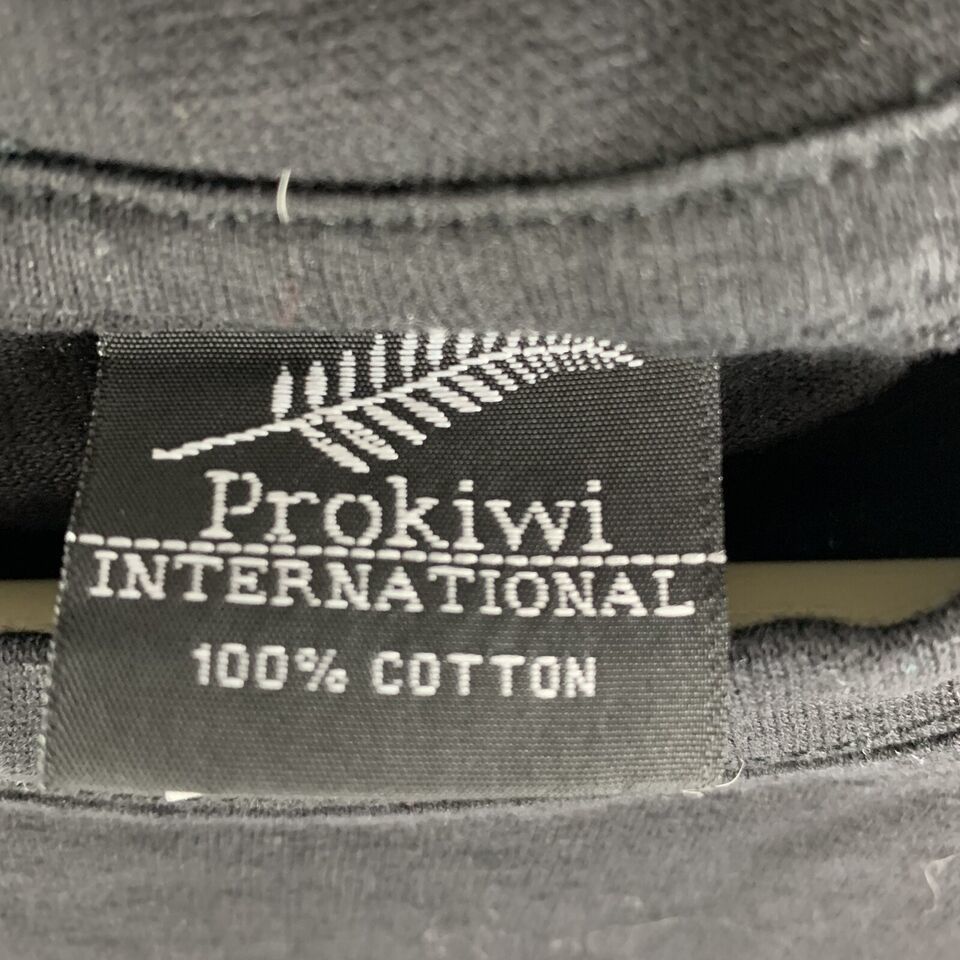 Prokiwi
INTERNATIONAL
100% COTTON